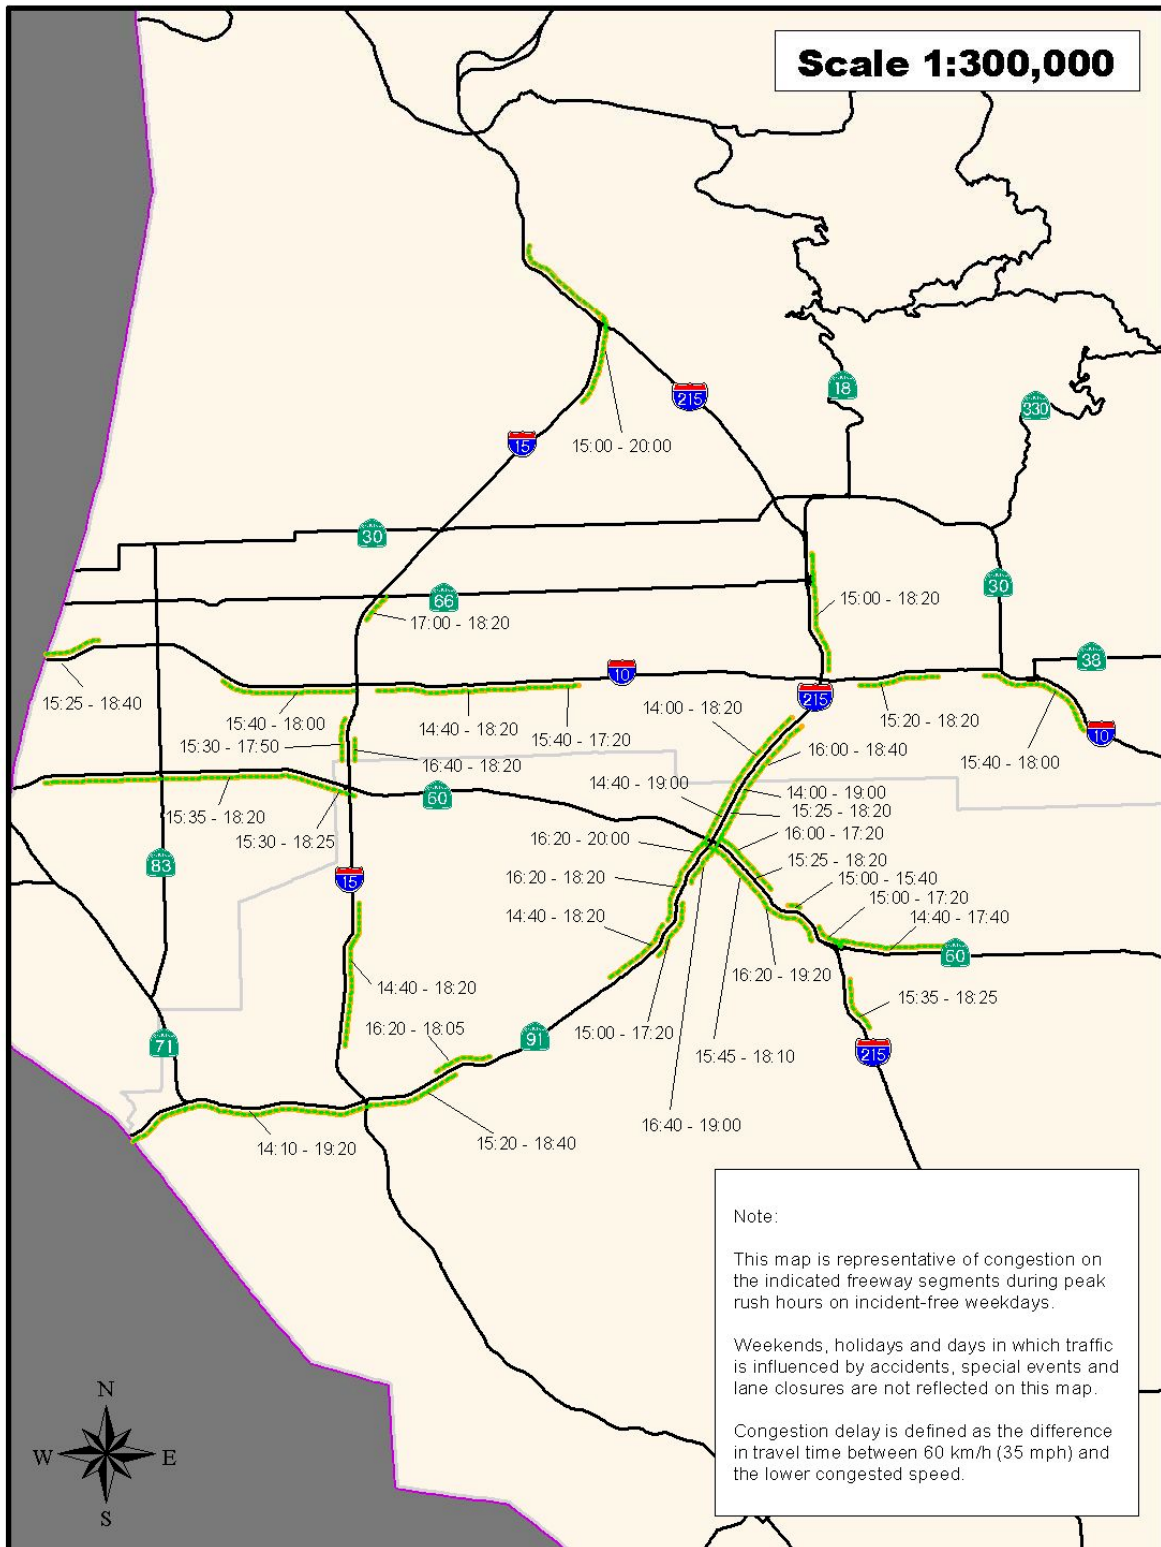 Scale 1:300,000
18
215
330
15
15:00 - 20:00
30
30
66
15:00 - 18:20
17:00 - 18:20
38
10
215
14:00 - 18:20
15:25 - 18:40
15:40 - 18:00
14:40 - 18:20
15:20 - 18:20
10
15:30 - 17:50
15:40 - 17:20
16:00 - 18:40
15:40 - 18:00
16:40 - 18:20
14:40 - 19:00
14:00 - 19:00
60
15:35 - 18:20
15:25 - 18:20
15:30 - 18:25
16:20 - 20:00
16:00 - 17:20
83
15:25 - 18:20
15
16:20 - 18:20
15:00 - 15:40
15:00 - 17:20
14:40 - 18:20
14:40 - 17:40
60
16:20 - 19:20
14:40 - 18:20
15:35 - 18:25
16:20 - 18:05
15:00 - 17:20
91
71
215
15:45 - 18:10
16:40 - 19:00
15:20 - 18:40
14:10 - 19:20
Note:
This map is representative of congestion on
the indicated freeway segments during peak
rush hours on incident-free weekdays.
Weekends, holidays and days in which traffic
is influenced by accidents, special events and
lane closures are not reflected on this map.
Congestion delay is defined as the difference
in travel time between 60 km/h (35 mph) and
the lower congested speed.
N
W E
S